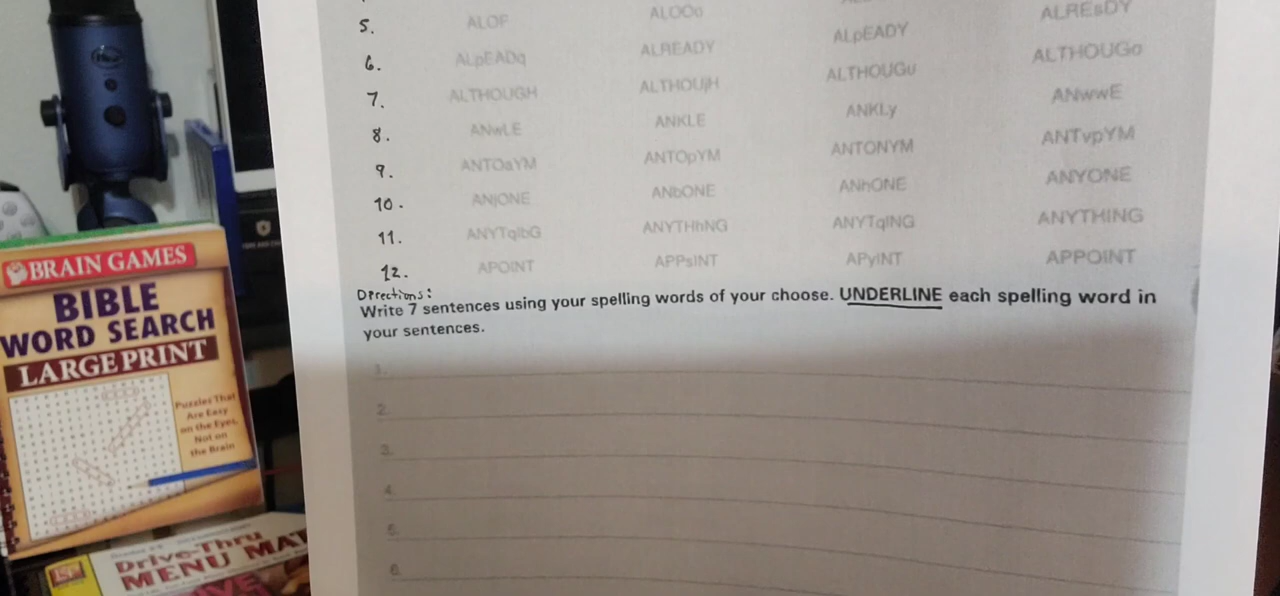 5. ALOF ALOOo ALREsDY
6. ALpEADq ALREADY ALpEADY ALTHOUGo
7. ALTHOUGH ALTHOUjH ALTHOUGu ANwwE
8. ANwLE ANKLE ANKLy ANTvpYM
9. ANTOaYM ANTOpYM ANTONYM ANYONE
10. ANjONE ANbONE ANhONE ANYTHING
11. ANYTqIbG ANYTHhNG ANYTqING APPOINT
12. APOINT APPsINT APyINT
Directions:
Write 7 sentences using your spelling words of your choose. UNDERLINE each spelling word in
your sentences.
1.
2.
3.
4.
5.
6.
BRAIN GAMES
BIBLE
WORD SEARCH
LARGE PRINT
Puzzles That
Are Easy
on the Eyes,
Not on
the Brain
Drive-Thru
MENU MAT